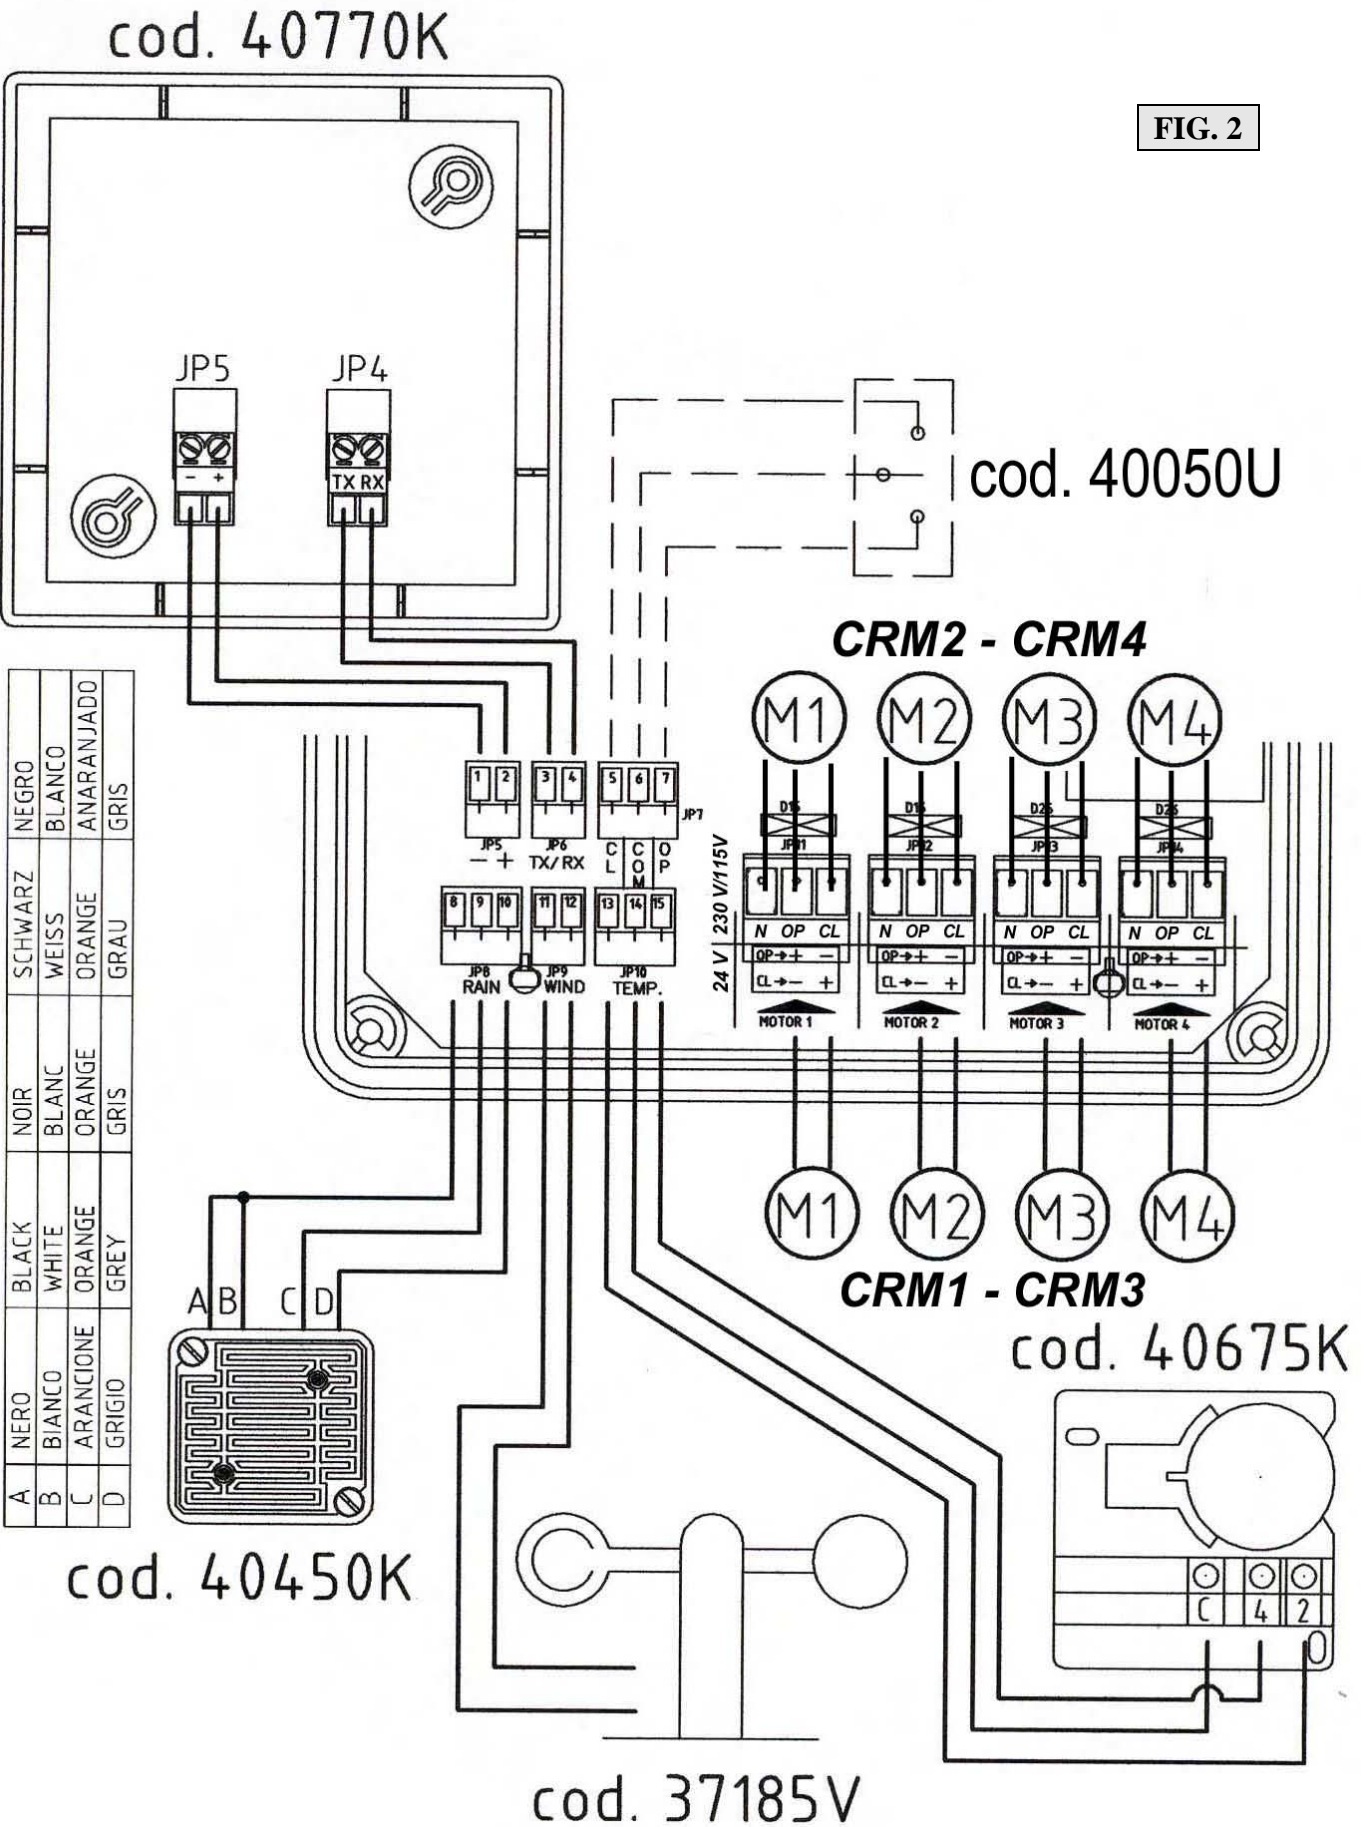 cod. 40770K
FIG. 2
JP5
JP4
- +
TX RX
cod. 40050U
CRM2 - CRM4
M1
M2
M3
M4
1 2
3 4
5 6 7
JP7
JP5
- +
JP6
TX/RX
CL
COM
OP
D16
D16
D26
D26
24 V 230 V/115V
8 9 10
11 12
13 14 15
JP8
RAIN
JP9
WIND
JP10
TEMP.
N OP CL
N OP CL
N OP CL
N OP CL
OP→+ -
OP→+ -
OP→+ -
OP→+ -
CL→- +
CL→- +
CL→- +
CL→- +
MOTOR 1
MOTOR 2
MOTOR 3
MOTOR 4
M1
M2
M3
M4
CRM1 - CRM3
A NERO BLACK NOIR SCHWARZ NEGRO
B BIANCO WHITE BLANC WEISS BLANCO
C ARANCIONE ORANGE ORANGE ORANGE ANARANJADO
D GRIGIO GREY GRIS GRAU GRIS
A B C D
cod. 40450K
cod. 40675K
C 4 2
cod. 37185V